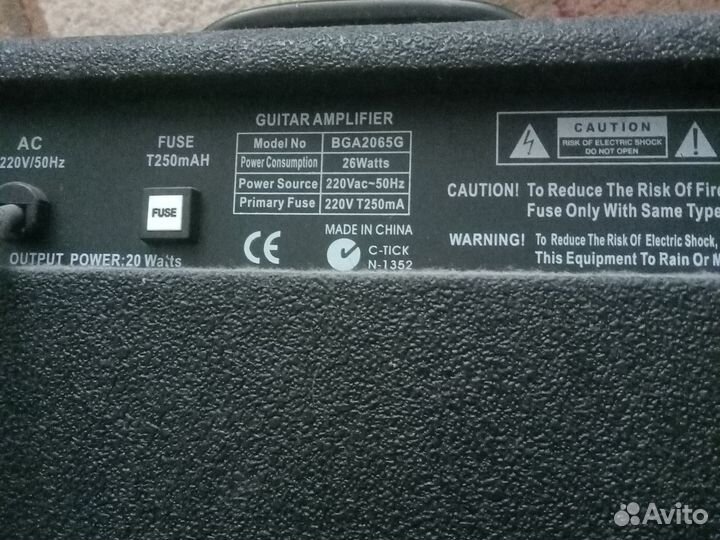 GUITAR AMPLIFIER
AC
220V/50Hz
FUSE
T250mAH
FUSE
OUTPUT POWER:20 Watts
Model No BGA2065G
Power Consumption 26Watts
Power Source 220Vac~50Hz
Primary Fuse 220V T250mA
CE
MADE IN CHINA
C-TICK
N-1352
CAUTION
RISK OF ELECTRIC SHOCK
DO NOT OPEN
CAUTION! To Reduce The Risk Of Fire
Fuse Only With Same Type
WARNING! To Reduce The Risk Of Electric Shock,
This Equipment To Rain Or M
Avito